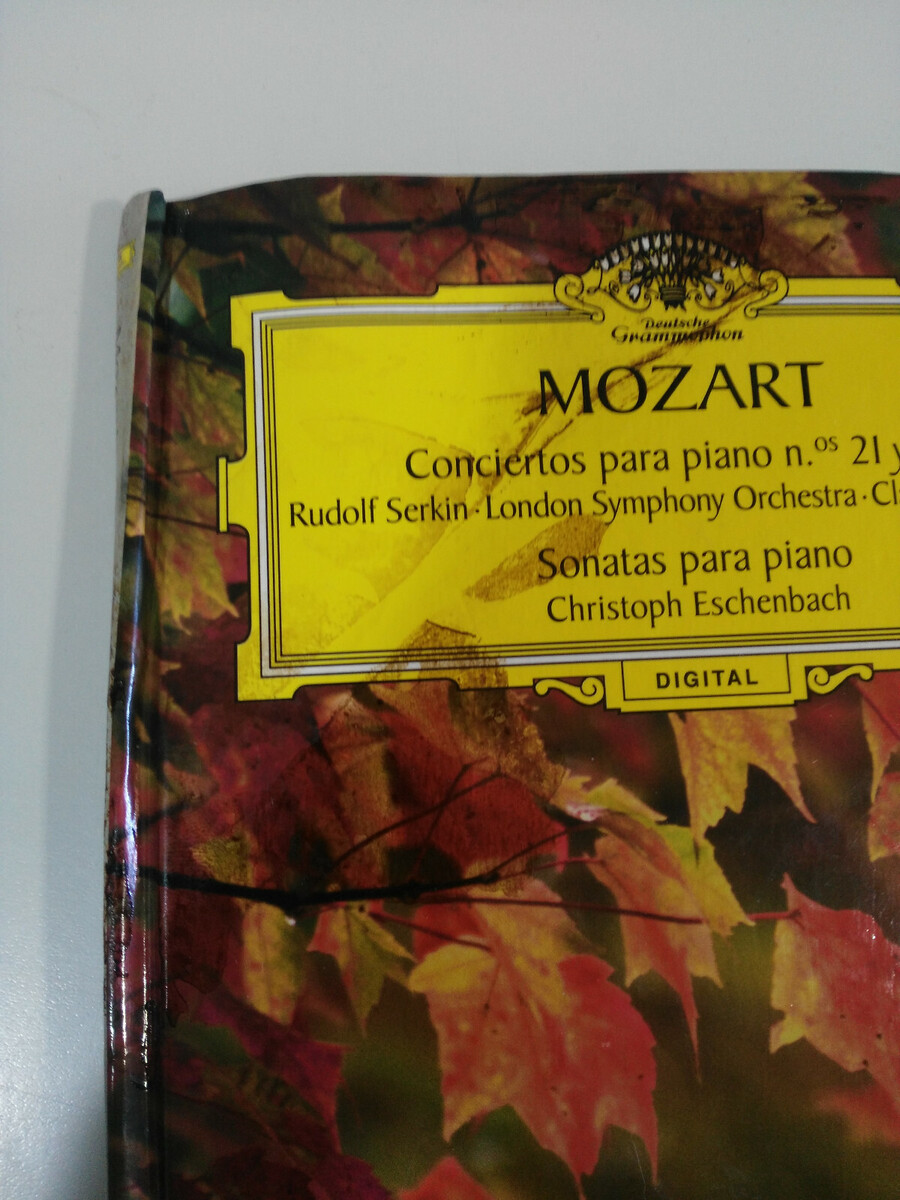 Deutsche
Grammophon
MOZART
Conciertos para piano n.ᵒˢ 21 y
Rudolf Serkin · London Symphony Orchestra · Cl
Sonatas para piano
Christoph Eschenbach
DIGITAL